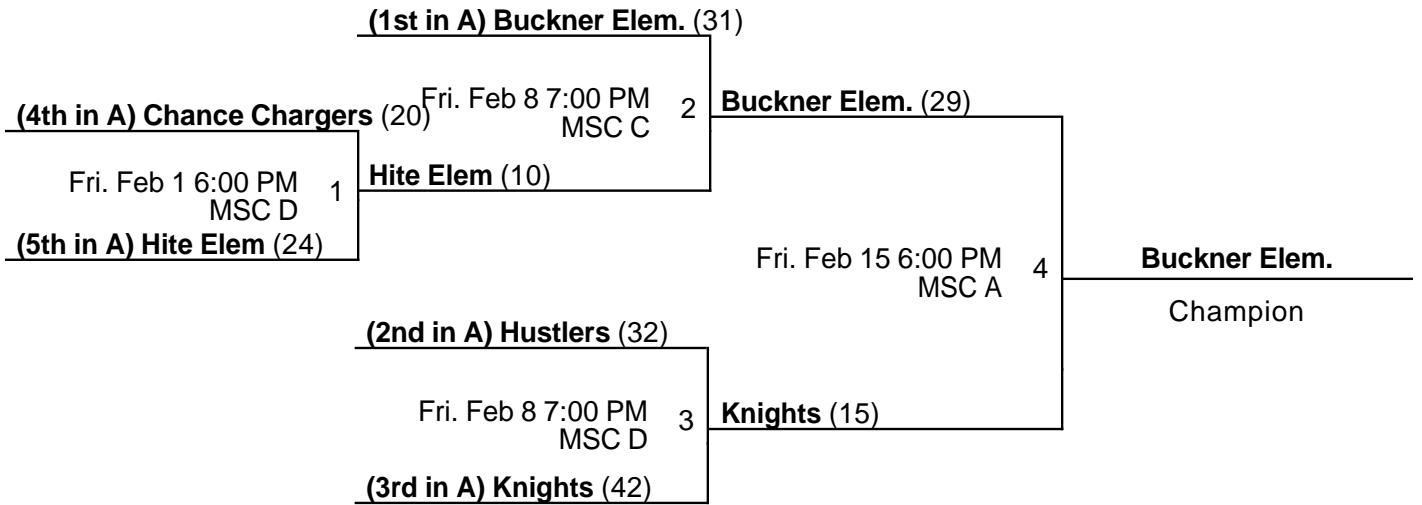 (1st in A) Buckner Elem. (31)
Fri. Feb 8 7:00 PM
MSC C
2
Buckner Elem. (29)
(4th in A) Chance Chargers (20)
Fri. Feb 1 6:00 PM
MSC D
1
Hite Elem (10)
(5th in A) Hite Elem (24)
Fri. Feb 15 6:00 PM
MSC A
4
Buckner Elem.
Champion
(2nd in A) Hustlers (32)
Fri. Feb 8 7:00 PM
MSC D
3
Knights (15)
(3rd in A) Knights (42)